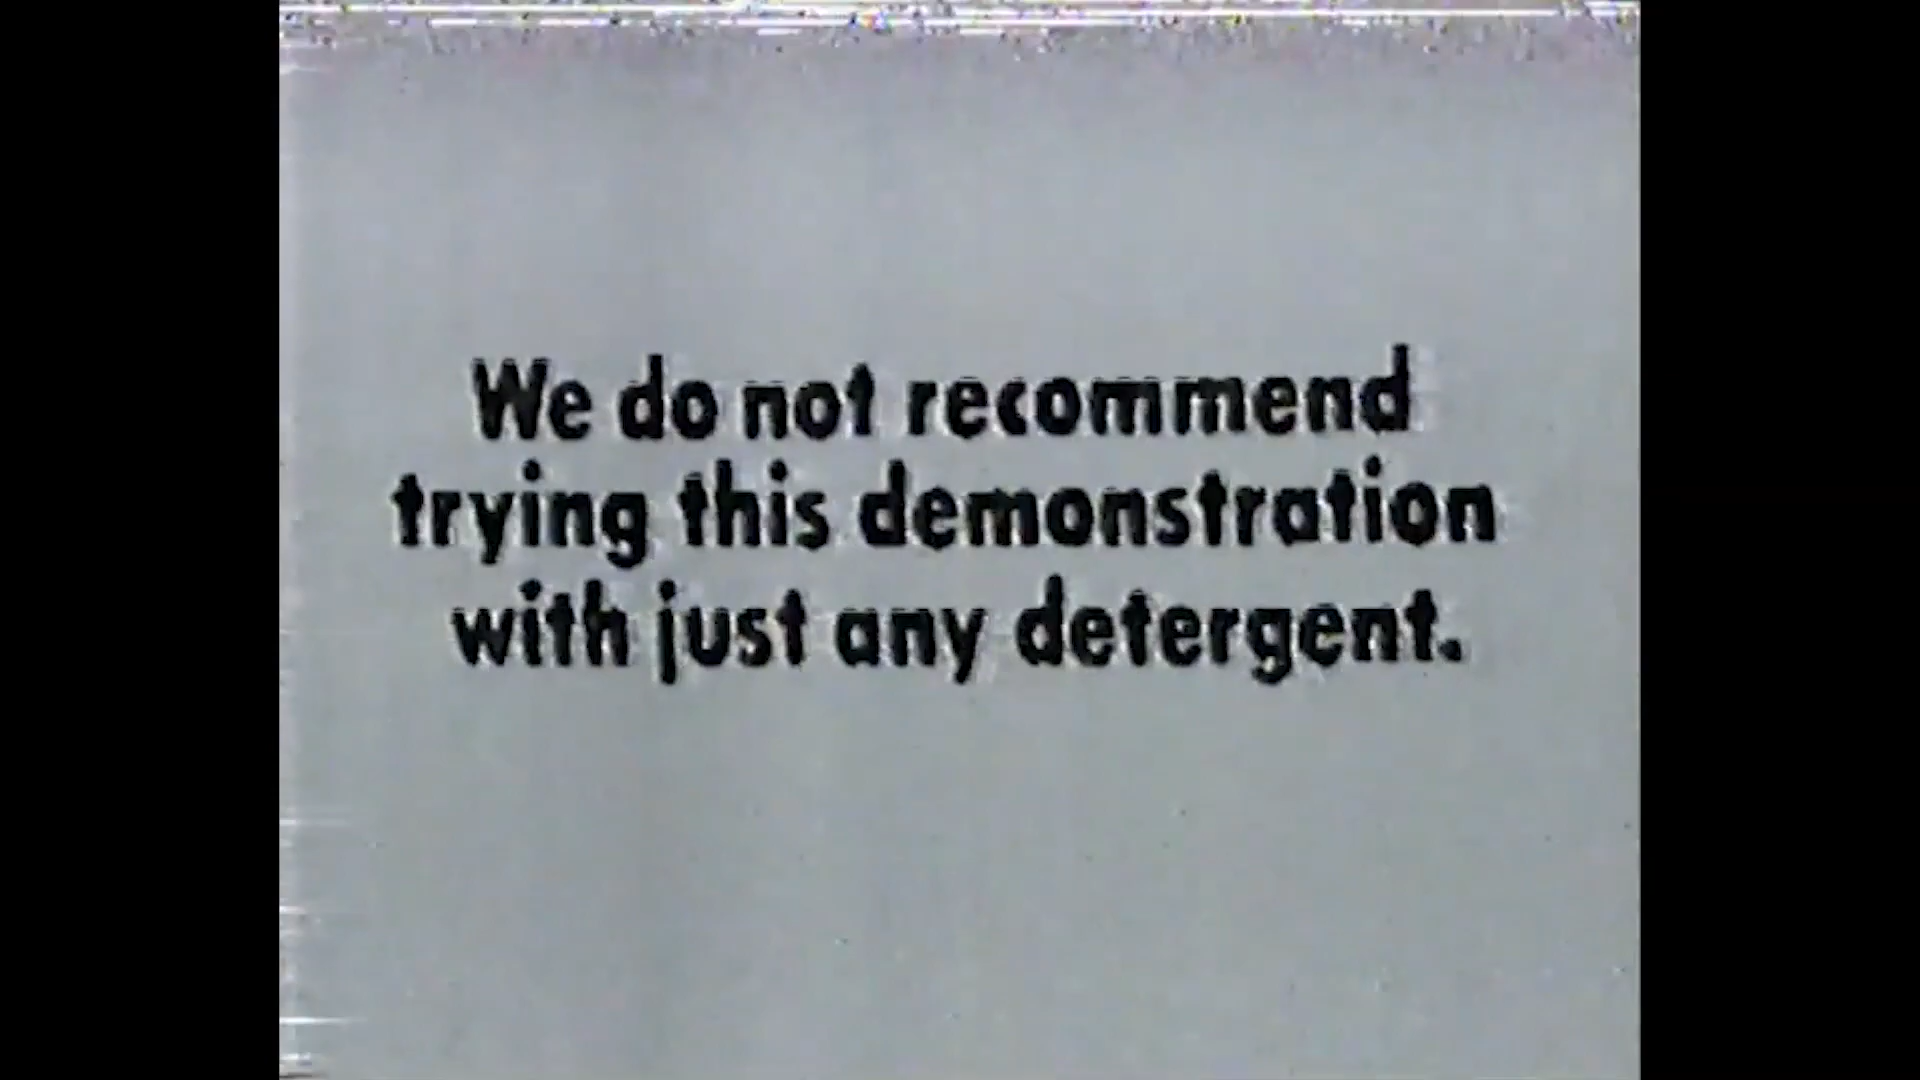 We do not recommend
trying this demonstration
with just any detergent.